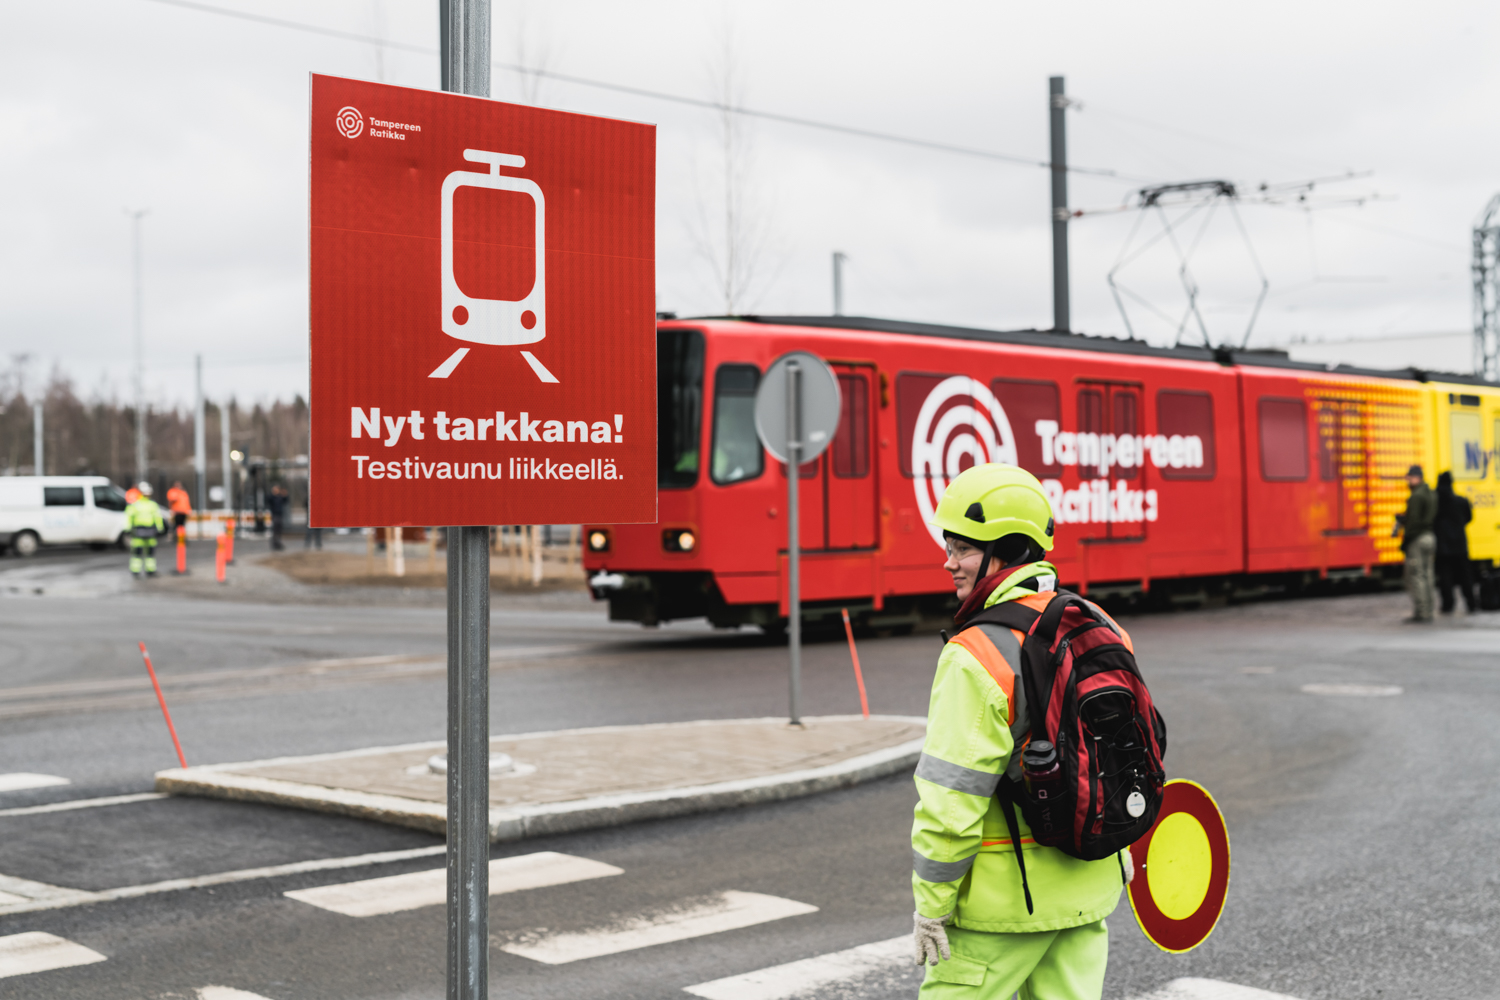 Tampereen
Ratikka
Nyt tarkkana!
Testivaunu liikkeellä.
Tampereen
Ratikka